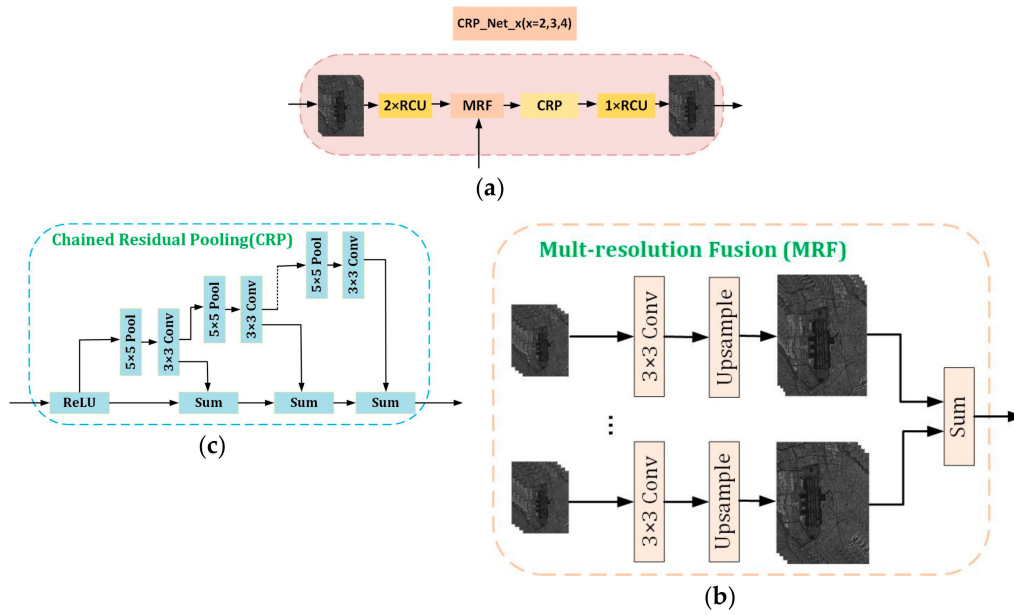 CRP_Net_x(x=2,3,4)
2×RCU
MRF
CRP
1×RCU
(a)
Chained Residual Pooling(CRP)
5×5 Pool
3×3 Conv
5×5 Pool
3×3 Conv
5×5 Pool
3×3 Conv
ReLU
Sum
Sum
Sum
(c)
Mult-resolution Fusion (MRF)
3×3 Conv
Upsample
...
3×3 Conv
Upsample
Sum
(b)